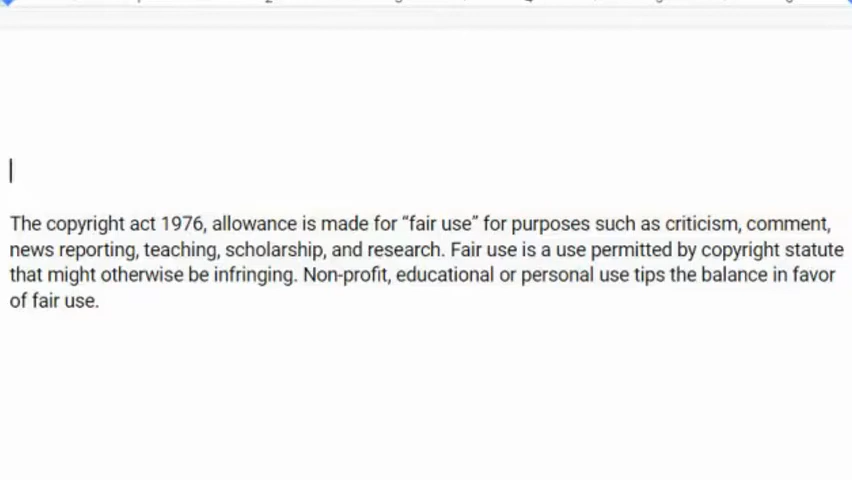 The copyright act 1976, allowance is made for “fair use” for purposes such as criticism, comment,
news reporting, teaching, scholarship, and research. Fair use is a use permitted by copyright statute
that might otherwise be infringing. Non-profit, educational or personal use tips the balance in favor
of fair use.